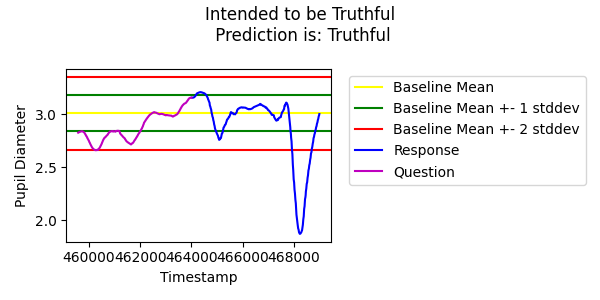 Intended to be Truthful
Prediction is: Truthful
Pupil Diameter
3.0
2.5
2.0
460000
462000
464000
466000
468000
Timestamp
Baseline Mean
Baseline Mean +- 1 stddev
Baseline Mean +- 2 stddev
Response
Question